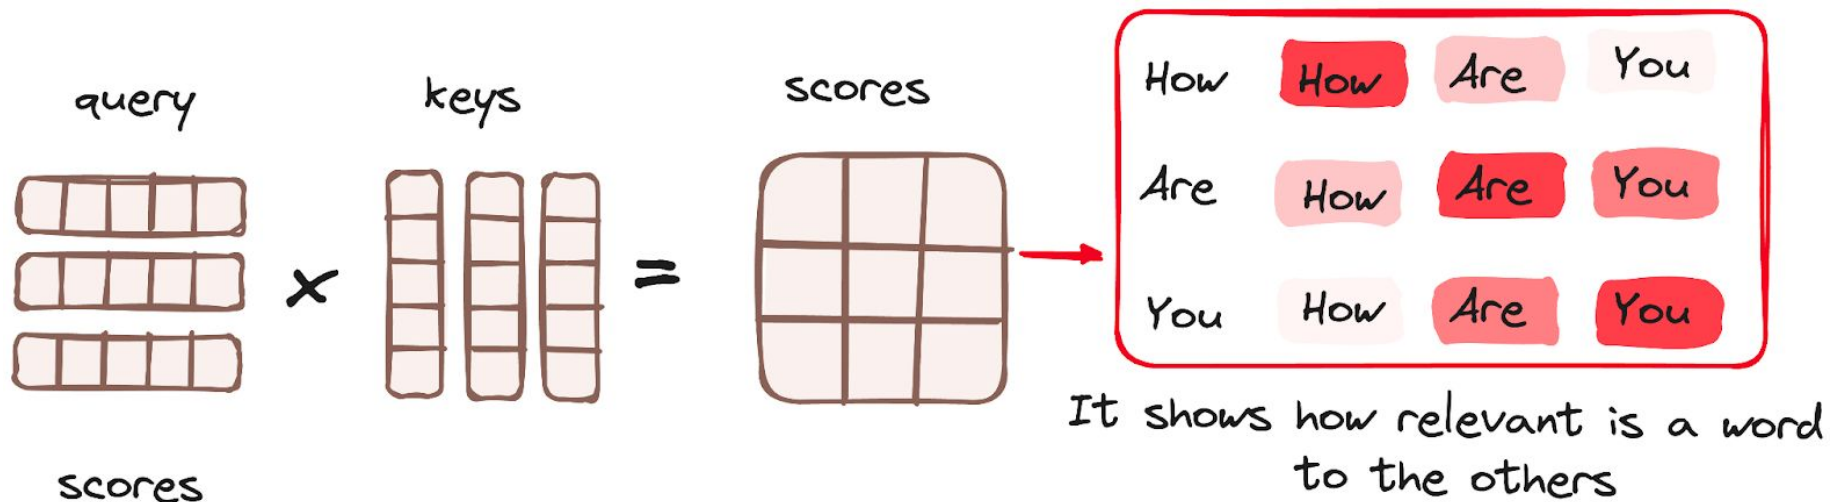 query
keys
scores
How How Are You
Are How Are You
You How Are You
x
=
It shows how relevant is a word
to the others
scores